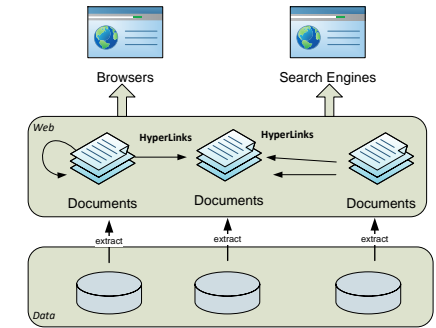 Browsers
Search Engines
Web
HyperLinks
HyperLinks
Documents
Documents
Documents
extract
extract
extract
Data